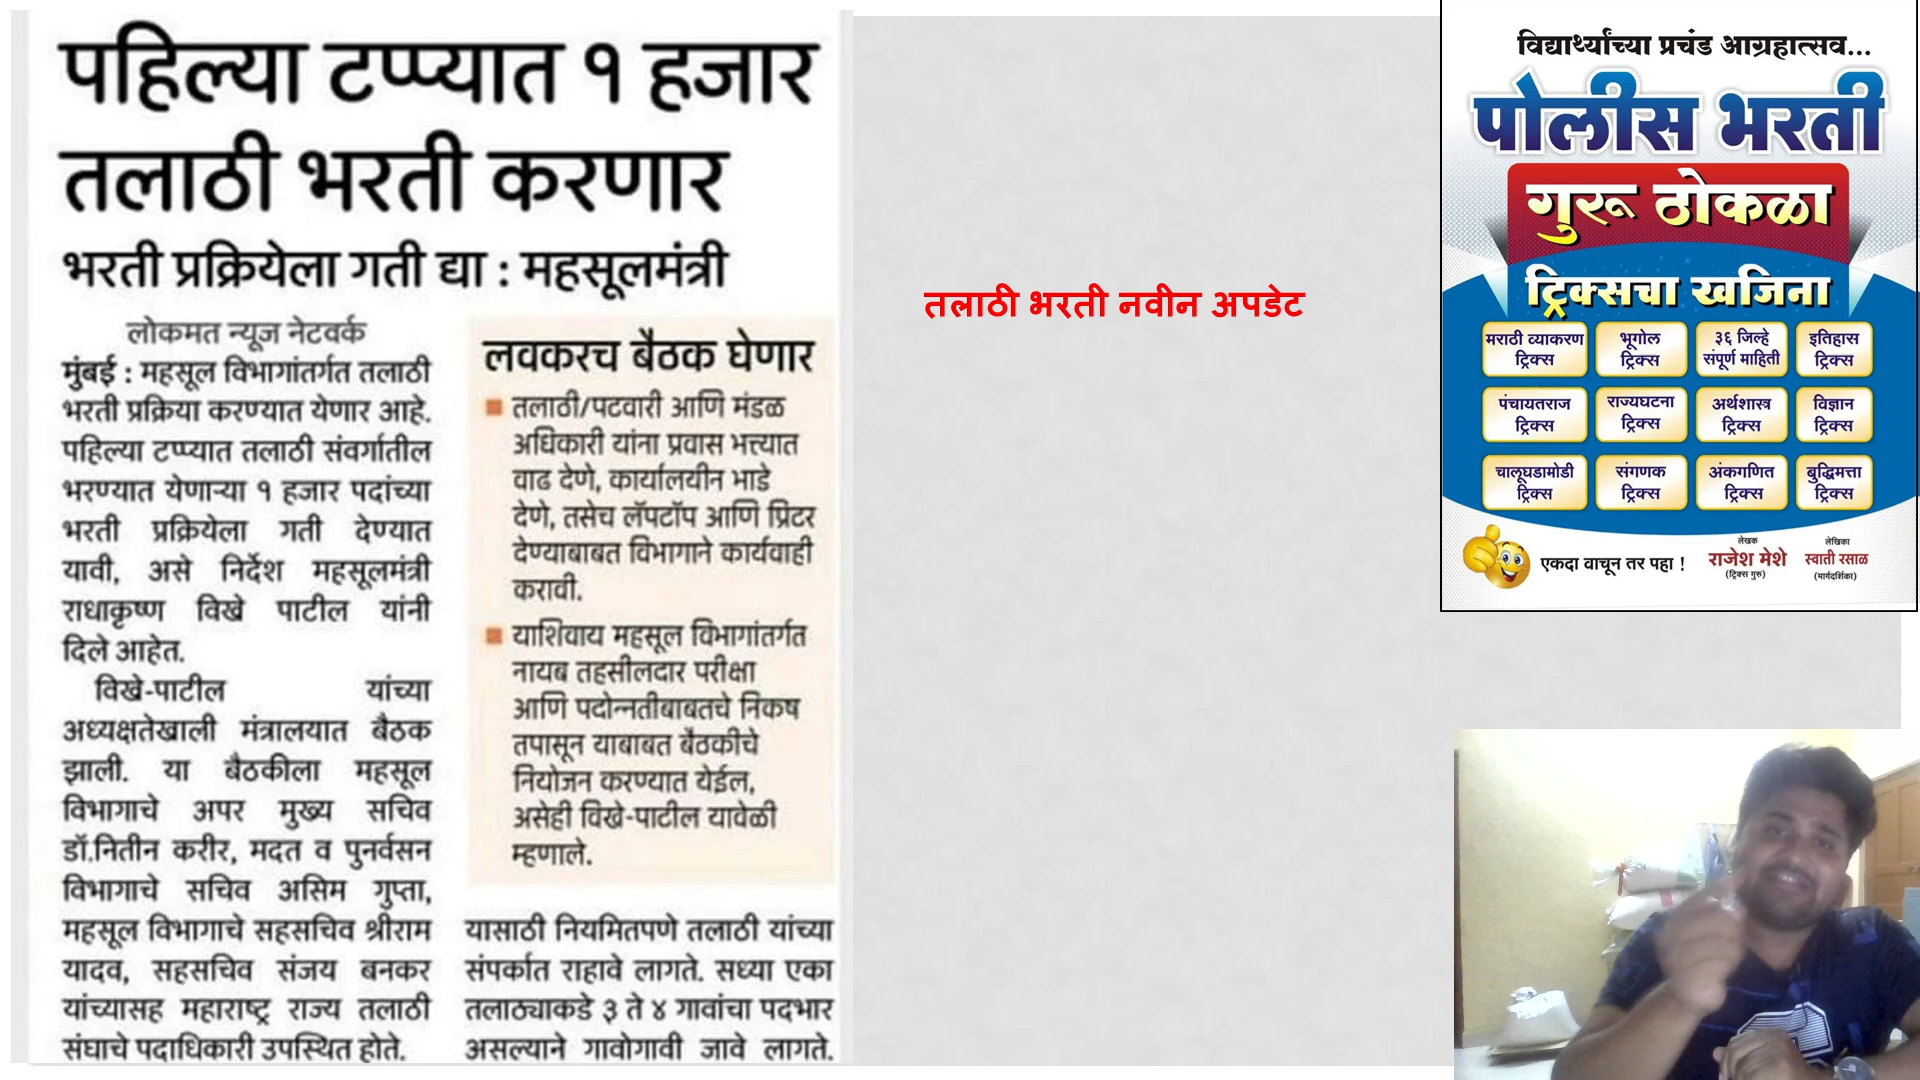 पहिल्या टप्प्यात १ हजार
तलाठी भरती करणार
भरती प्रक्रियेला गती द्या : महसूलमंत्री
लोकमत न्यूज नेटवर्क
मुंबई : महसूल विभागांतर्गत तलाठी
भरती प्रक्रिया करण्यात येणार आहे.
पहिल्या टप्प्यात तलाठी संवर्गातील
भरण्यात येणाऱ्या १ हजार पदांच्या
भरती प्रक्रियेला गती देण्यात
यावी, असे निर्देश महसूलमंत्री
राधाकृष्ण विखे पाटील यांनी
दिले आहेत.
विखे-पाटील यांच्या
अध्यक्षतेखाली मंत्रालयात बैठक
झाली. या बैठकीला महसूल
विभागाचे अपर मुख्य सचिव
डॉ.नितीन करीर, मदत व पुनर्वसन
विभागाचे सचिव असिम गुप्ता,
महसूल विभागाचे सहसचिव श्रीराम
यादव, सहसचिव संजय बनकर
यांच्यासह महाराष्ट्र राज्य तलाठी
संघाचे पदाधिकारी उपस्थित होते.
लवकरच बैठक घेणार
तलाठी/पटवारी आणि मंडळ
अधिकारी यांना प्रवास भत्त्यात
वाढ देणे, कार्यालयीन भाडे
देणे, तसेच लॅपटॉप आणि प्रिंटर
देण्याबाबत विभागाने कार्यवाही
करावी.
याशिवाय महसूल विभागांतर्गत
नायब तहसीलदार परीक्षा
आणि पदोन्नतीबाबतचे निकष
तपासून याबाबत बैठकीचे
नियोजन करण्यात येईल,
असेही विखे-पाटील यावेळी
म्हणाले.
यासाठी नियमितपणे तलाठी यांच्या
संपर्कात राहावे लागते. सध्या एका
तलाठ्याकडे ३ ते ४ गावांचा पदभार
असल्याने गावोगावी जावे लागते.
तलाठी भरती नवीन अपडेट
विद्यार्थ्यांच्या प्रचंड आग्रहात्सव...
पोलीस भरती
गुरू ठोकळा
ट्रिक्सचा खजिना
मराठी व्याकरण ट्रिक्स
भूगोल ट्रिक्स
३६ जिल्हे संपूर्ण माहिती
इतिहास ट्रिक्स
पंचायतराज ट्रिक्स
राज्यघटना ट्रिक्स
अर्थशास्त्र ट्रिक्स
विज्ञान ट्रिक्स
चालूघडामोडी ट्रिक्स
संगणक ट्रिक्स
अंकगणित ट्रिक्स
बुद्धिमत्ता ट्रिक्स
एकदा वाचून तर पहा !
लेखक
राजेश मेशे
(ट्रिक्स गुरु)
लेखिका
स्वाती रसाळ
(मार्गदर्शिका)